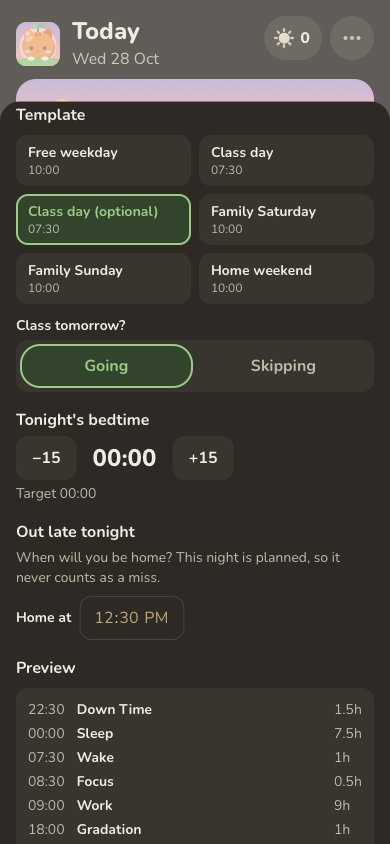 Today
Wed 28 Oct
0
Template
Free weekday
10:00
Class day
07:30
Class day (optional)
07:30
Family Saturday
10:00
Family Sunday
10:00
Home weekend
10:00
Class tomorrow?
Going
Skipping
Tonight's bedtime
−15
00:00
+15
Target 00:00
Out late tonight
When will you be home? This night is planned, so it
never counts as a miss.
Home at
12:30 PM
Preview
22:30 Down Time 1.5h
00:00 Sleep 7.5h
07:30 Wake 1h
08:30 Focus 0.5h
09:00 Work 9h
18:00 Gradation 1h